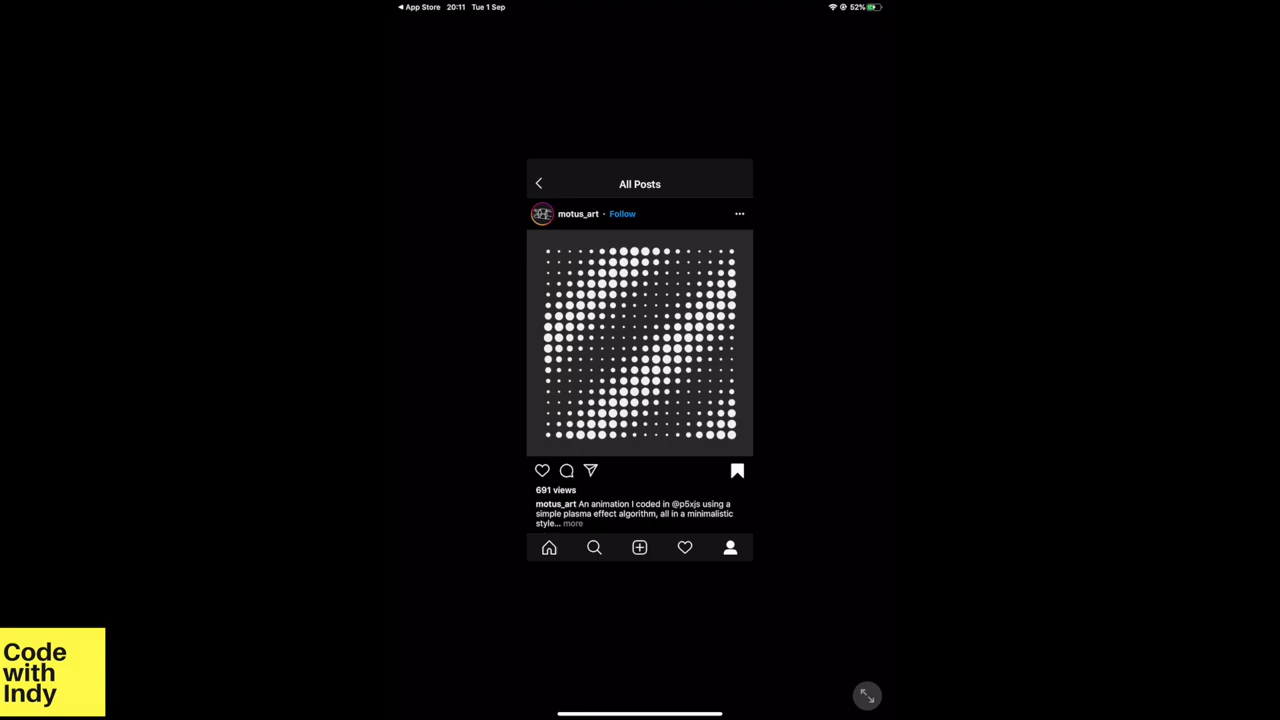 App Store 20:11 Tue 1 Sep 52%
All Posts
motus_art • Follow
691 views
motus_art An animation I coded in @p5xjs using a
simple plasma effect algorithm, all in a minimalistic
style... more
Code
with
Indy